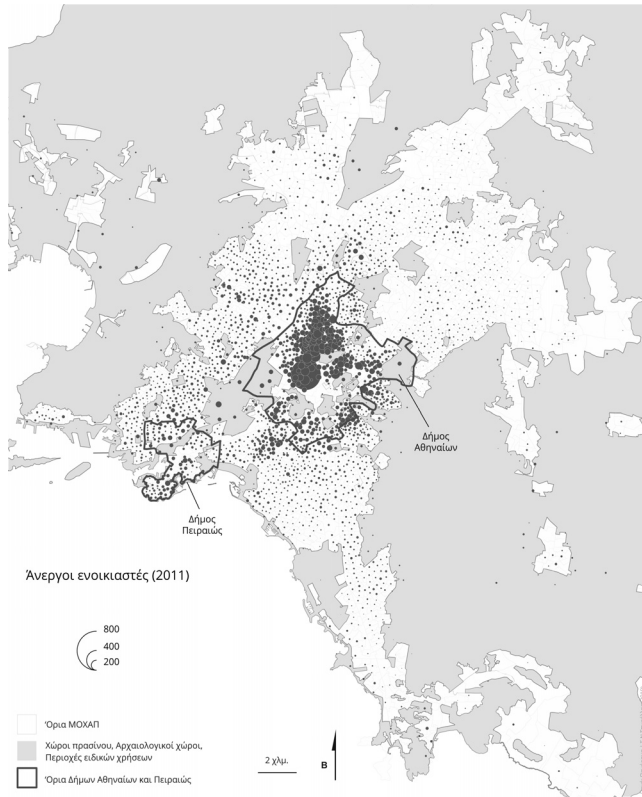 Δήμος
Αθηναίων
Δήμος
Πειραιώς
Άνεργοι ενοικιαστές (2011)
800
400
200
Όρια ΜΟΧΑΠ
Χώροι πρασίνου, Αρχαιολογικοί χώροι,
Περιοχές ειδικών χρήσεων
Όρια Δήμων Αθηναίων και Πειραιώς
2 χλμ.
Β